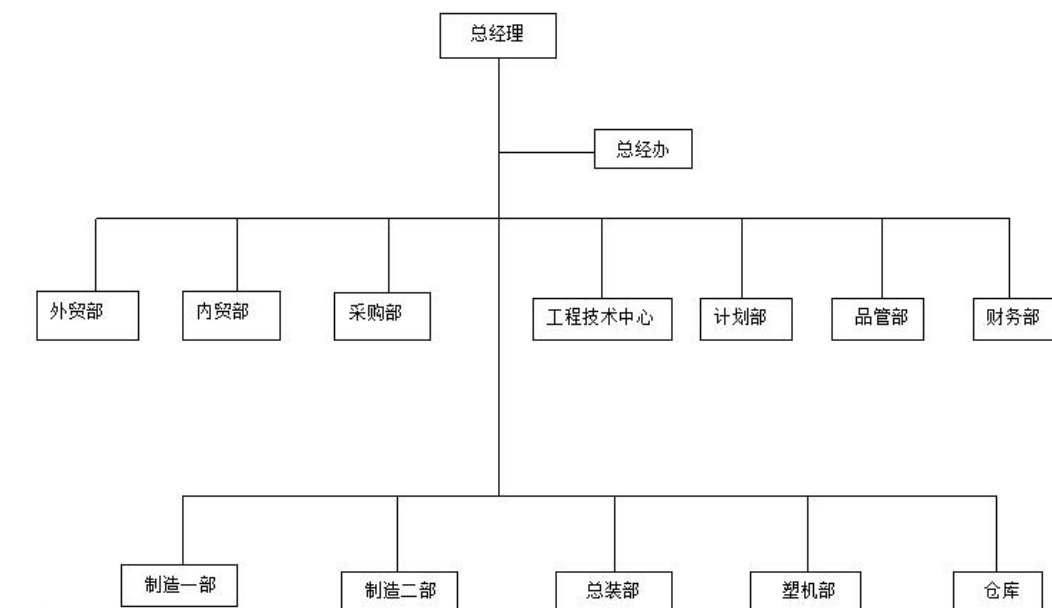 总经理
总经办
外贸部
内贸部
采购部
工程技术中心
计划部
品管部
财务部
制造一部
制造二部
总装部
塑机部
仓库